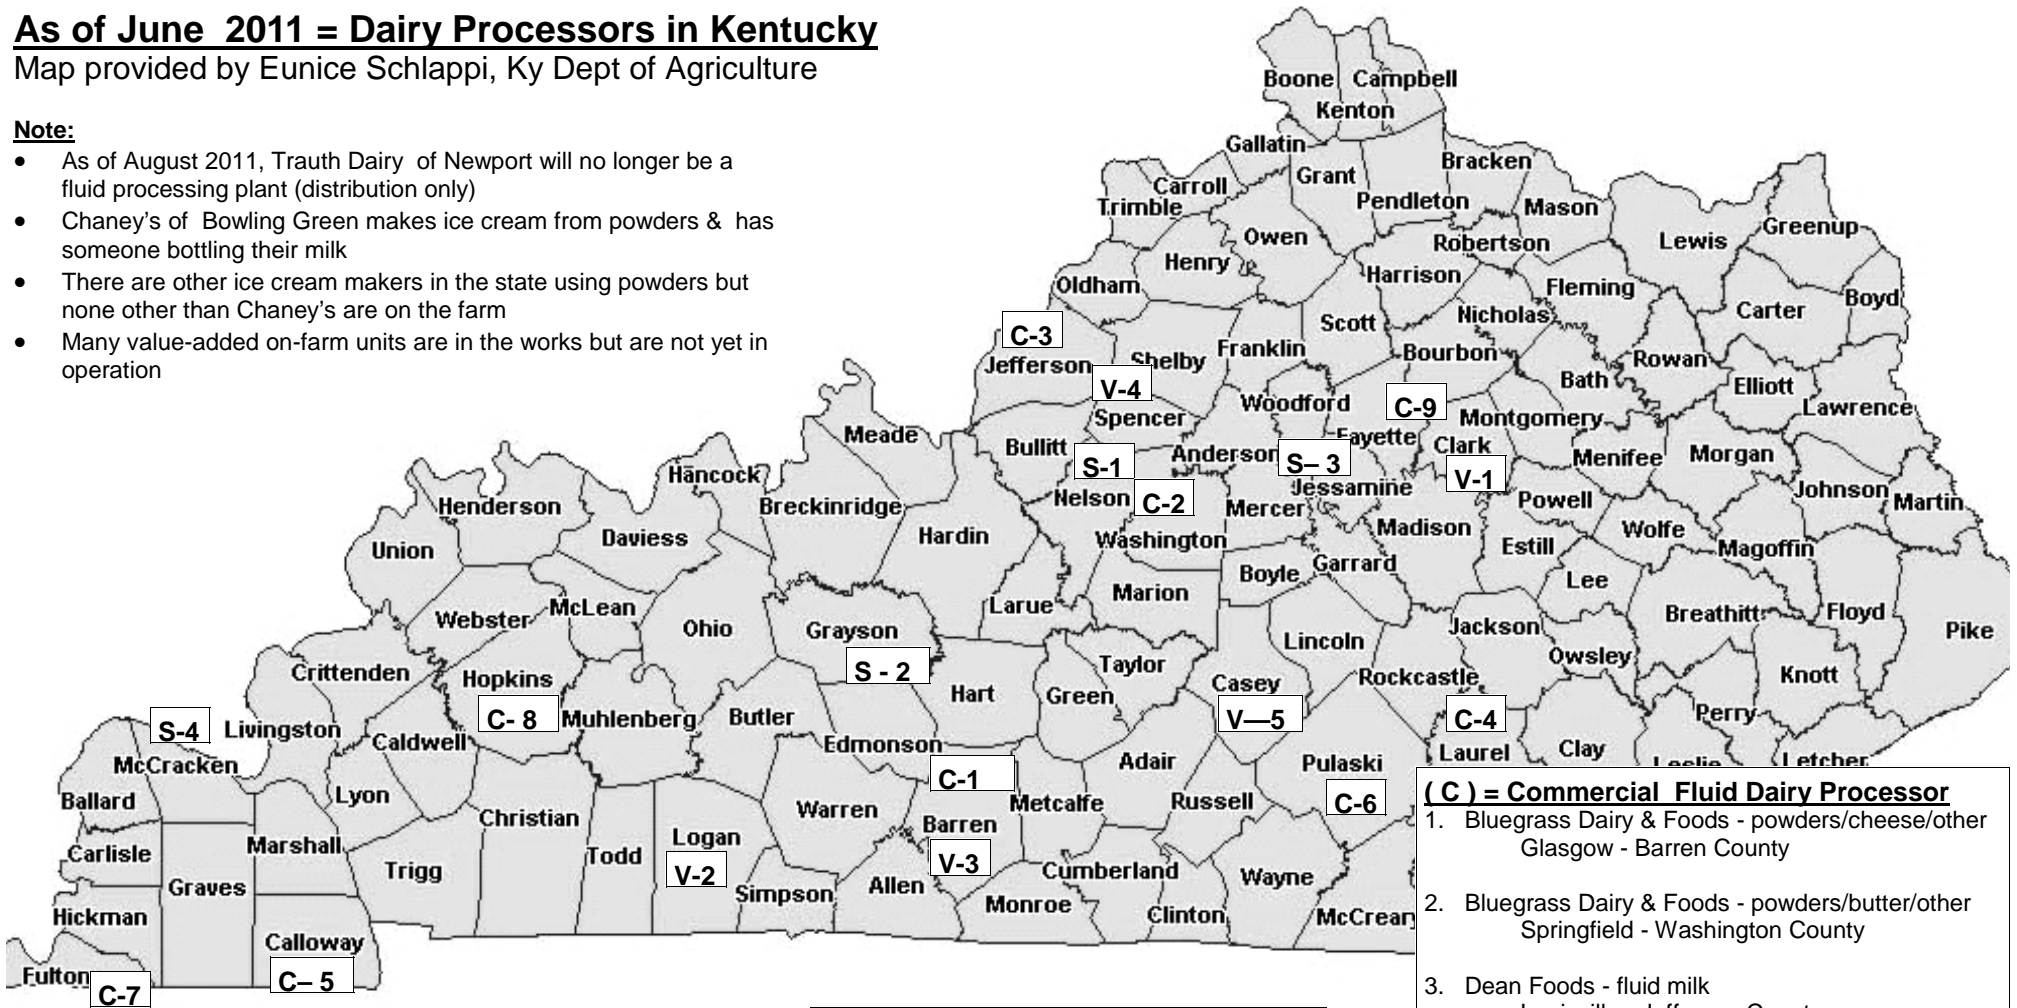 As of June 2011 = Dairy Processors in Kentucky
Map provided by Eunice Schlappi, Ky Dept of Agriculture
Note:
• As of August 2011, Trauth Dairy of Newport will no longer be a
fluid processing plant (distribution only)
• Chaney's of Bowling Green makes ice cream from powders & has
someone bottling their milk
• There are other ice cream makers in the state using powders but
none other than Chaney's are on the farm
• Many value-added on-farm units are in the works but are not yet in
operation
Boone
Campbell
Kenton
Gallatin
Grant
Bracken
Carroll
Trimble
Pendleton
Mason
Owen
Robertson
Lewis
Greenup
Henry
Harrison
Oldham
Fleming
Boyd
Carter
Nicholas
Scott
C-3
Jefferson
Shelby
Franklin
Bourbon
Rowan
Bath
Elliott
V-4
Woodford
C-9
Lawrence
Spencer
Montgomery
Meade
Bullitt
Fayette
Clark
Anderson
S-1
S– 3
V-1
Menifee
Morgan
Hancock
Nelson
C-2
Jessamine
Johnson
Martin
Henderson
Breckinridge
Mercer
Powell
Daviess
Hardin
Washington
Madison
Wolfe
Union
Estill
Magoffin
Boyle
Garrard
Lee
Marion
McLean
Larue
Webster
Ohio
Grayson
Breathitt
Floyd
Jackson
Pike
Lincoln
Owsley
S - 2
Taylor
Crittenden
Hopkins
Hart
Green
Casey
Rockcastle
Knott
C- 8
Muhlenberg
Butler
V—5
C-4
Perry
S-4
Livingston
Caldwell
Edmonson
Laurel
Clay
McCracken
C-1
Adair
Pulaski
Leslie
Letcher
Ballard
Lyon
Warren
Metcalfe
Russell
C-6
Christian
Barren
Logan
Carlisle
Marshall
Todd
V-3
Trigg
V-2
Cumberland
Wayne
Graves
Simpson
Allen
Hickman
Monroe
Clinton
Calloway
Fulton
C-7
C– 5
( C ) = Commercial Fluid Dairy Processor
1. Bluegrass Dairy & Foods - powders/cheese/other
Glasgow - Barren County
2. Bluegrass Dairy & Foods - powders/butter/other
Springfield - Washington County
3. Dean Foods - fluid milk